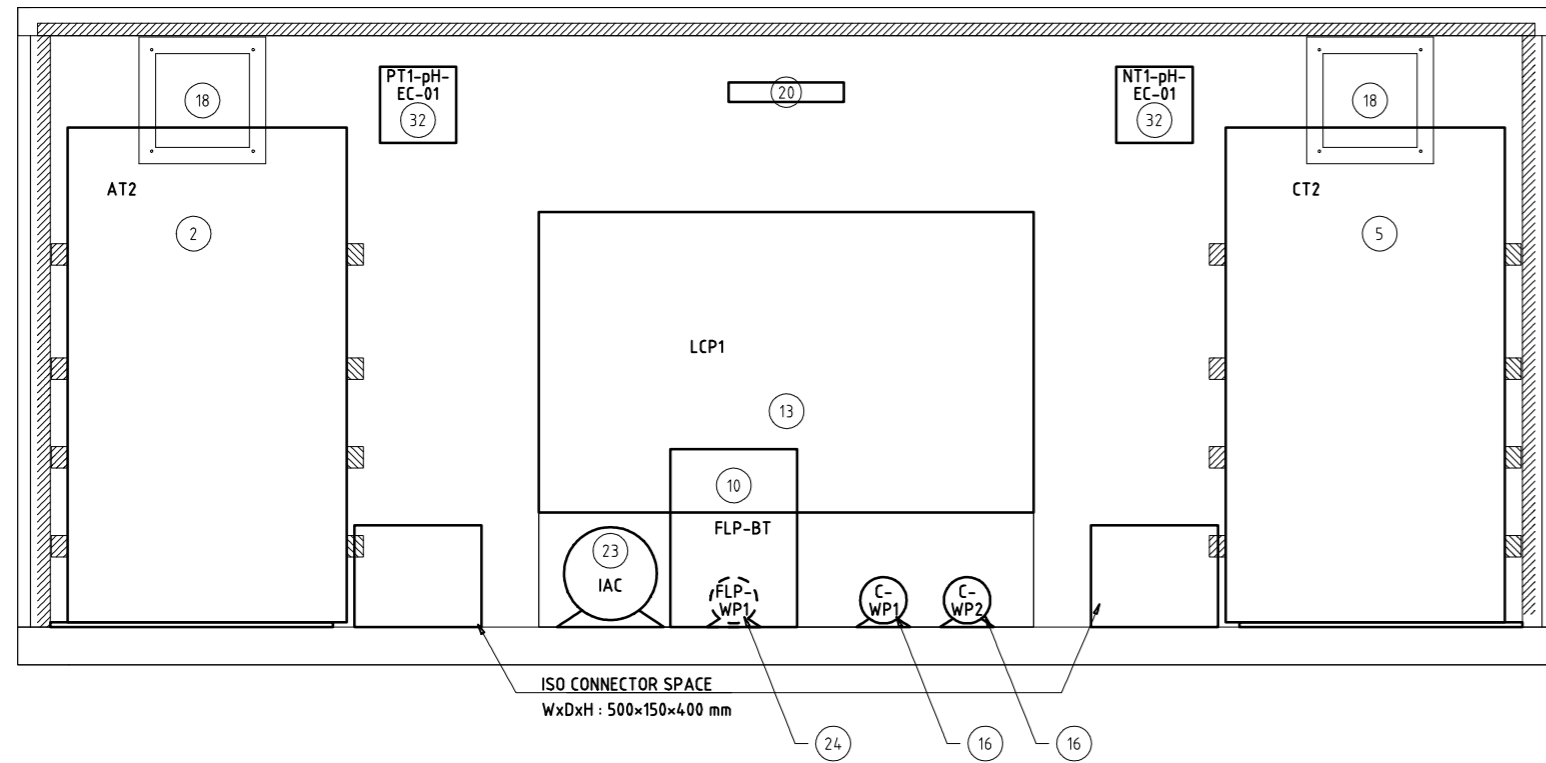 18
PT1-pH-
EC-01
32
20
NT1-pH-
EC-01
32
18
AT2
2
CT2
5
LCP1
13
10
FLP-BT
23
IAC
FLP-
WP1
C-
WP1
C-
WP2
ISO CONNECTOR SPACE
WxDxH : 500×150×400 mm
24
16
16